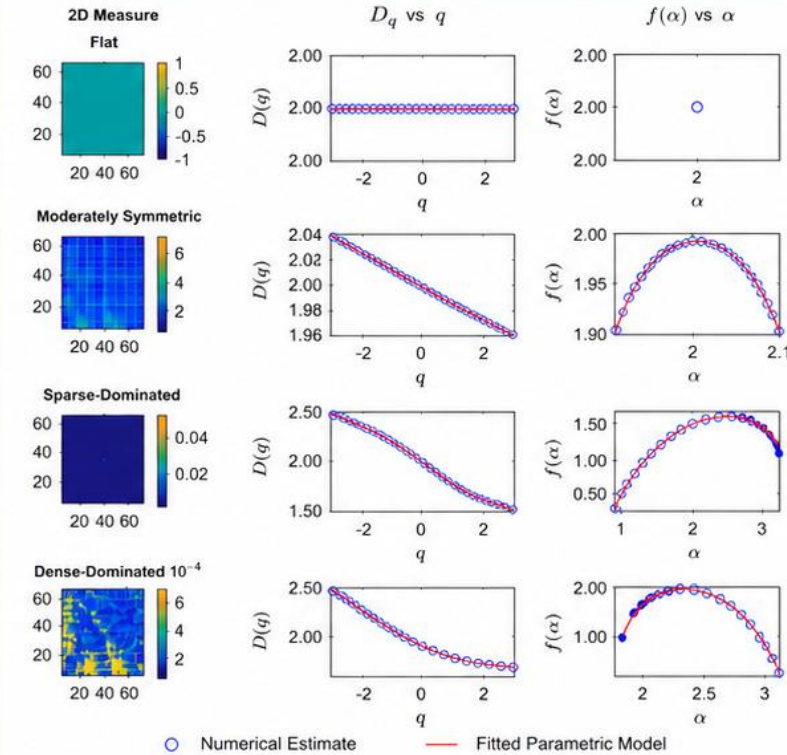 2D Measure
D_q vs q
f(α) vs α
Flat
60
40
20
20 40 60
1
0.5
0
-0.5
-1
D(q)
2.00
2.00
2.00
-2 0 2
q
f(α)
2.00
2.00
2.00
2
α
Moderately Symmetric
60
40
20
20 40 60
6
4
2
D(q)
2.04
2.02
2.00
1.98
1.96
-2 0 2
q
f(α)
2.00
1.95
1.90
2 2.1
α
Sparse-Dominated
60
40
20
20 40 60
0.04
0.02
D(q)
2.50
2.00
1.50
-2 0 2
q
f(α)
1.50
1.00
0.50
1 2 3
α
Dense-Dominated 10⁻⁴
60
40
20
20 40 60
6
4
2
D(q)
2.50
2.00
-2 0 2
q
f(α)
2.00
1.00
2 2.5 3
α
Numerical Estimate
Fitted Parametric Model